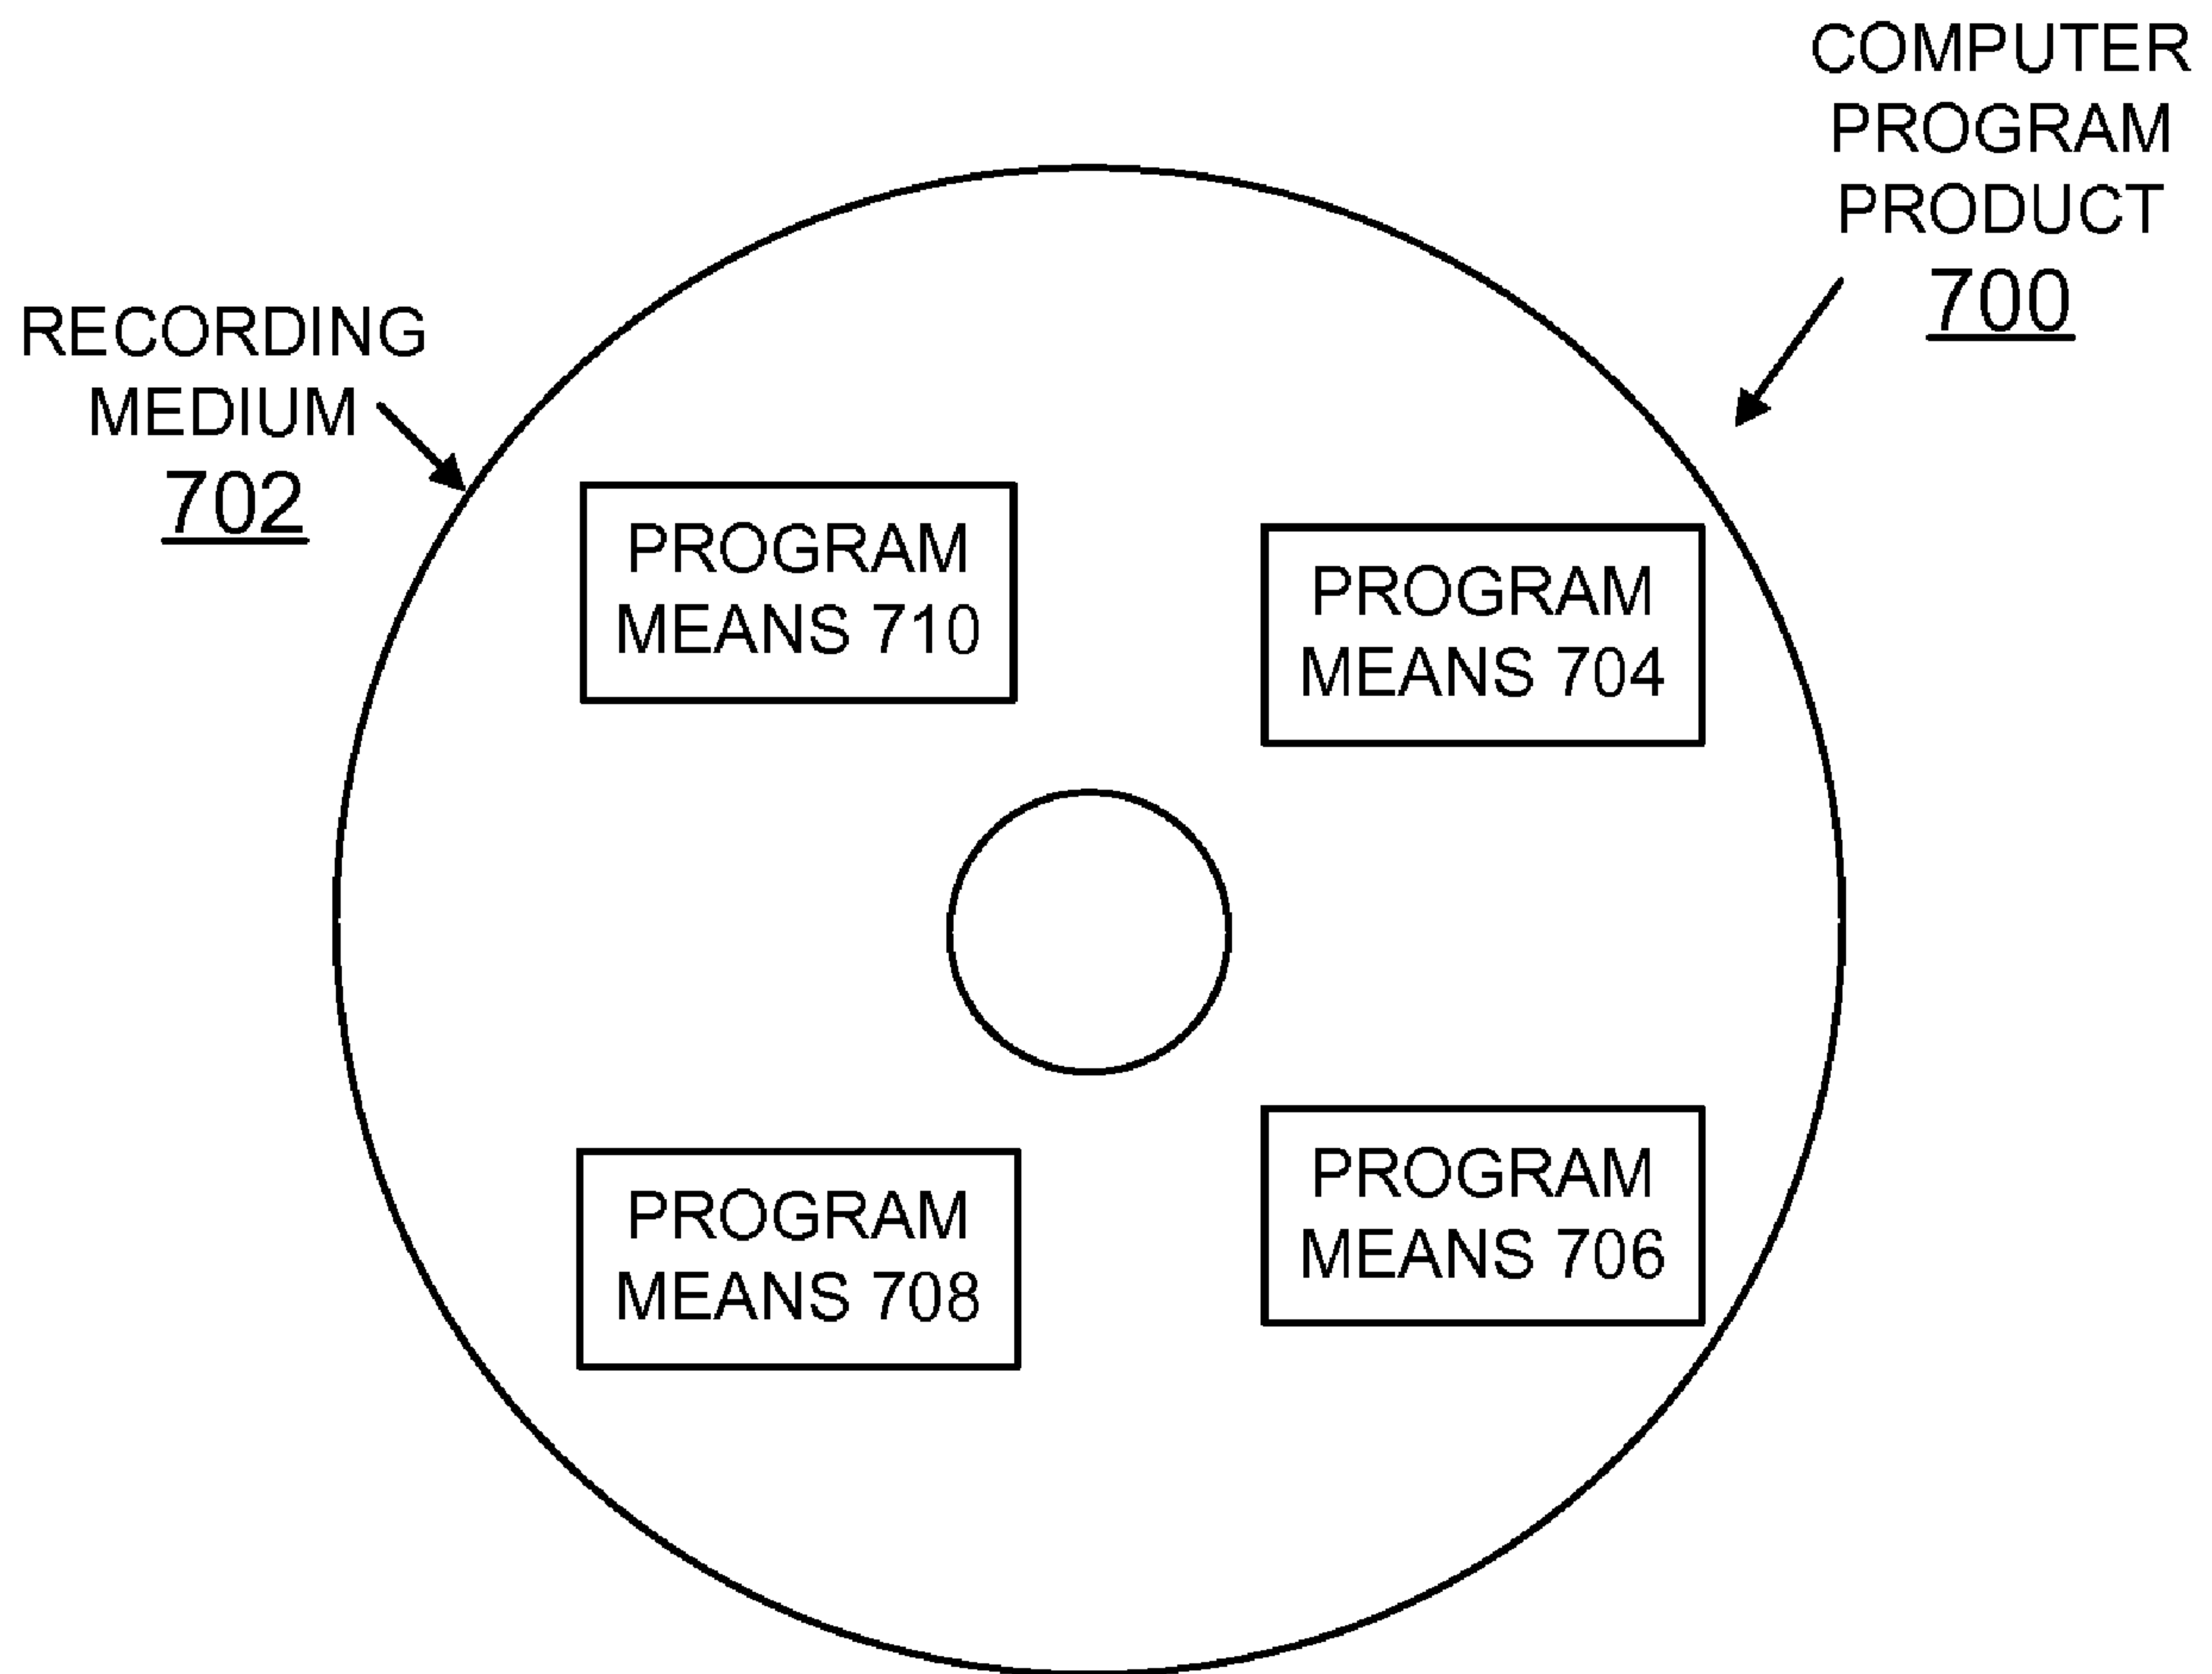 COMPUTER
PROGRAM
PRODUCT
700
RECORDING
MEDIUM
702
PROGRAM
MEANS 710
PROGRAM
MEANS 704
PROGRAM
MEANS 708
PROGRAM
MEANS 706